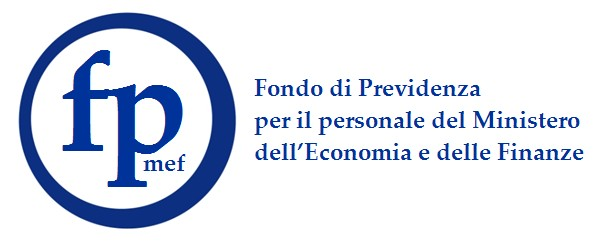 fp
mef
Fondo di Previdenza
per il personale del Ministero
dell’Economia e delle Finanze